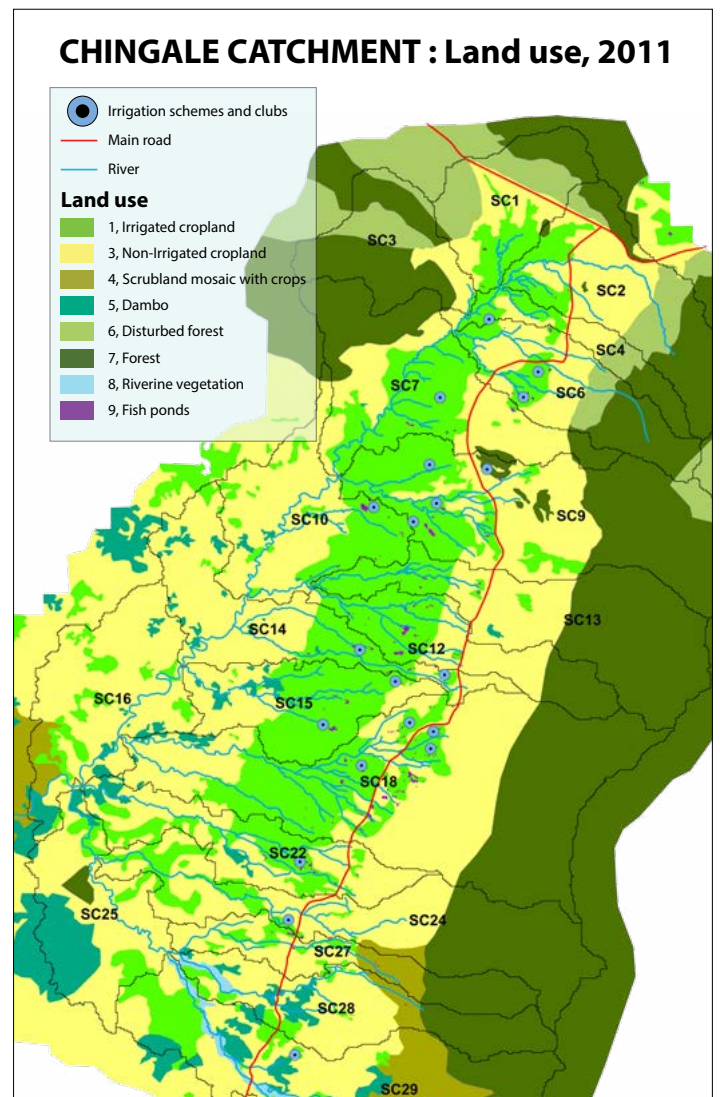 CHINGALE CATCHMENT : Land use, 2011
Irrigation schemes and clubs
Main road
River
Land use
1, Irrigated cropland
3, Non-Irrigated cropland
4, Scrubland mosaic with crops
5, Dambo
6, Disturbed forest
7, Forest
8, Riverine vegetation
9, Fish ponds
SC1
SC3
SC2
SC4
SC7
SC6
SC10
SC9
SC13
SC14
SC12
SC16
SC15
SC18
SC22
SC25
SC24
SC27
SC28
SC29